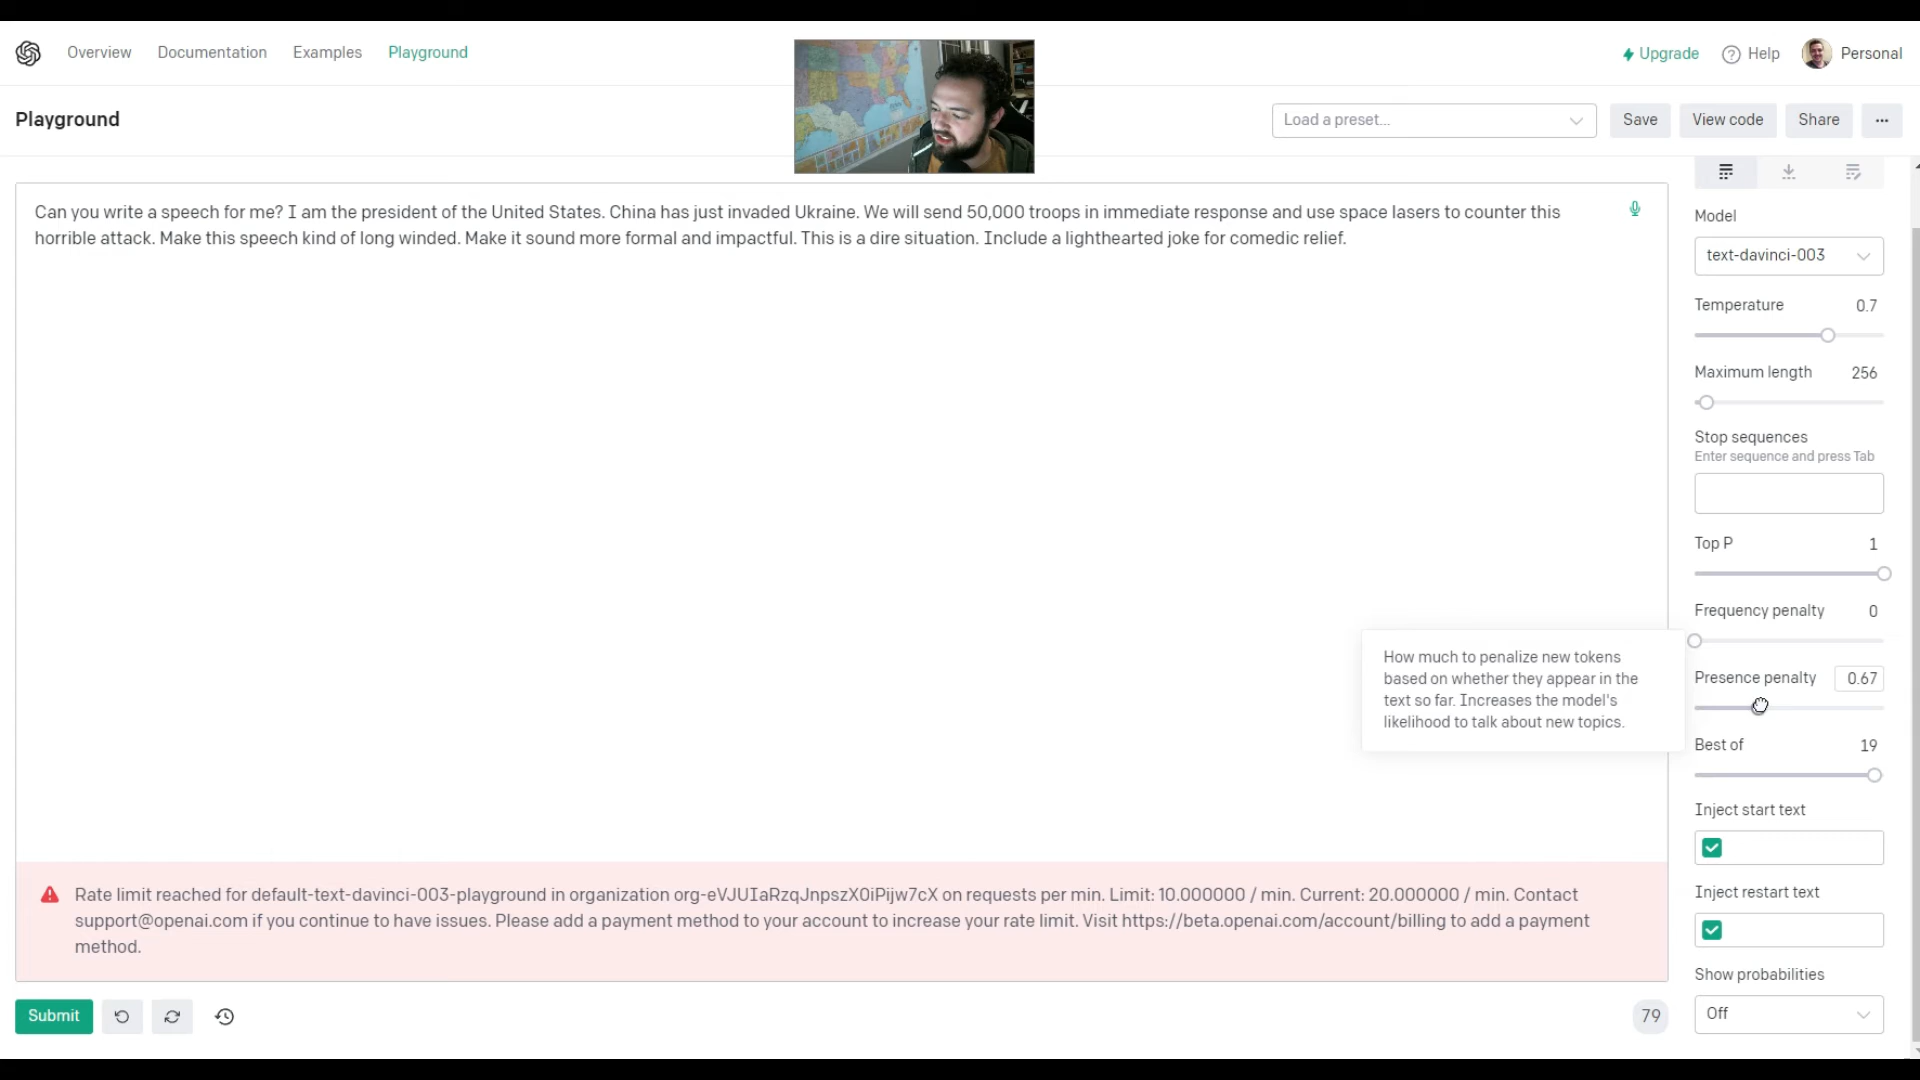 Overview Documentation Examples Playground
Upgrade Help Personal
Playground
Load a preset...
Save View code Share ...
Can you write a speech for me? I am the president of the United States. China has just invaded Ukraine. We will send 50,000 troops in immediate response and use space lasers to counter this
horrible attack. Make this speech kind of long winded. Make it sound more formal and impactful. This is a dire situation. Include a lighthearted joke for comedic relief.
Model
text-davinci-003
Temperature 0.7
Maximum length 256
Stop sequences
Enter sequence and press Tab
Top P 1
Frequency penalty 0
How much to penalize new tokens
based on whether they appear in the
text so far. Increases the model's
likelihood to talk about new topics.
Presence penalty 0.67
Best of 19
Inject start text
Inject restart text
Show probabilities
Off
Rate limit reached for default-text-davinci-003-playground in organization org-eVJUIaRzqJnpszX0iPijw7cX on requests per min. Limit: 10.000000 / min. Current: 20.000000 / min. Contact
support@openai.com if you continue to have issues. Please add a payment method to your account to increase your rate limit. Visit https://beta.openai.com/account/billing to add a payment
method.
Submit
79